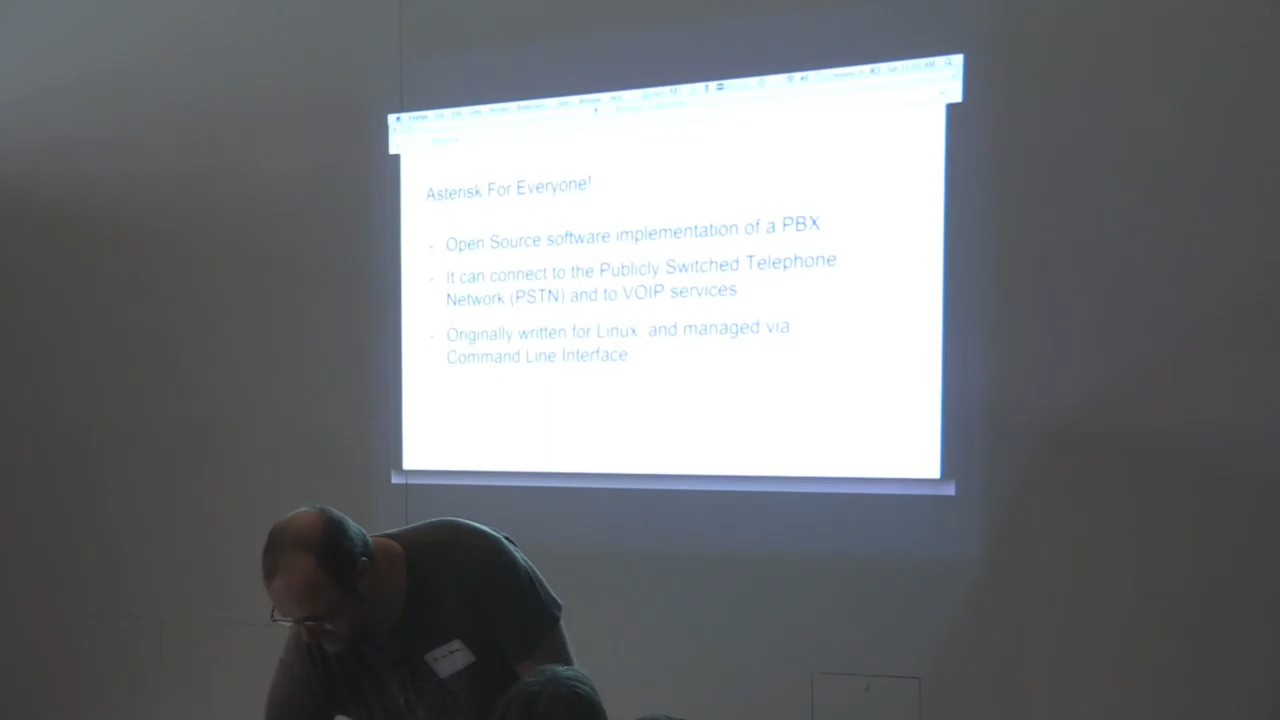 Asterisk For Everyone!
- Open Source software implementation of a PBX
- It can connect to the Publicly Switched Telephone
Network (PSTN) and to VOIP services
- Originally written for Linux and managed via
Command Line Interface